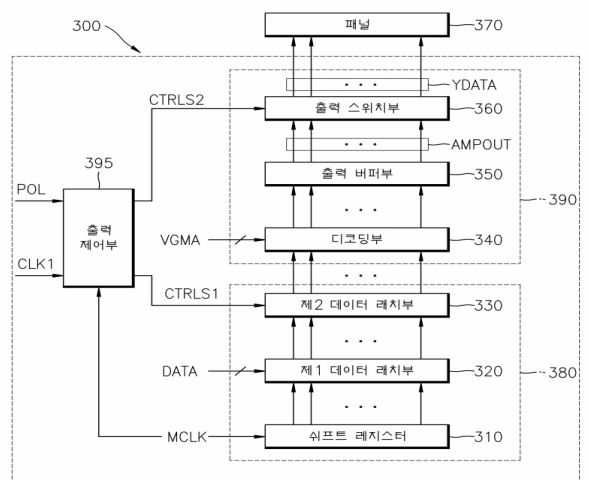 300
패널
370
YDATA
CTRLS2
출력 스위치부
360
AMPOUT
395
출력 버퍼부
350
POL
390
출력
제어부
VGMA
디코딩부
340
CLK1
CTRLS1
제2 데이터 래치부
330
DATA
제1 데이터 래치부
320
380
MCLK
쉬프트 레지스터
310